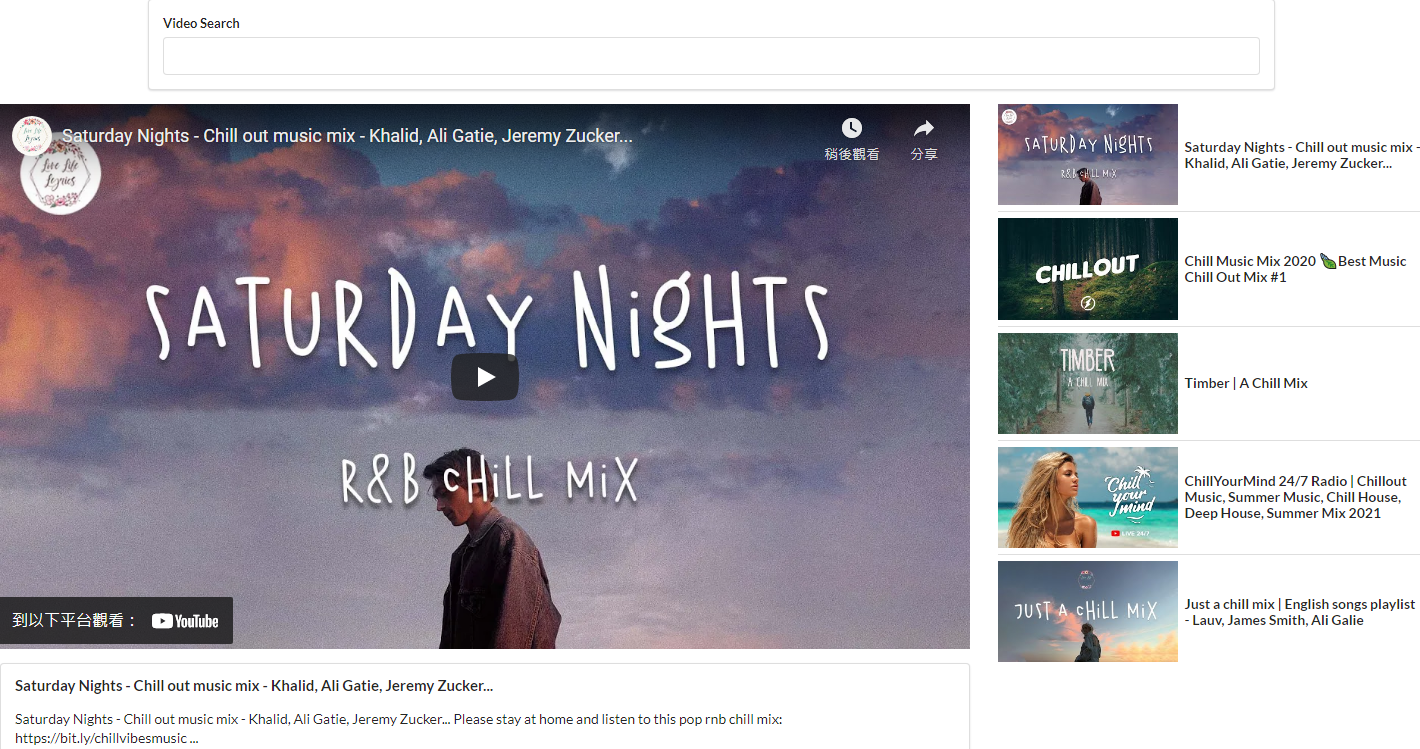 Video Search
Saturday Nights - Chill out music mix - Khalid, Ali Gatie, Jeremy Zucker...
稍後觀看
分享
Live Life
Lyrics
SATURDAY NiGHTS
R&B CHiLL MiX
到以下平台觀看：
YouTube
Saturday Nights - Chill out music mix - Khalid, Ali Gatie, Jeremy Zucker...
Saturday Nights - Chill out music mix - Khalid, Ali Gatie, Jeremy Zucker... Please stay at home and listen to this pop rnb chill mix:
https://bit.ly/chillvibesmusic ...
SATURDAY NiGHTS
R&B CHiLL MiX
Saturday Nights - Chill out music mix -
Khalid, Ali Gatie, Jeremy Zucker...
CHILLOUT
Chill Music Mix 2020 🍃Best Music
Chill Out Mix #1
TIMBER
A CHILL MIX
Timber | A Chill Mix
Chill
your
mind
LIVE 24/7
ChillYourMind 24/7 Radio | Chillout
Music, Summer Music, Chill House,
Deep House, Summer Mix 2021
JUST A CHiLL MiX
Just a chill mix | English songs playlist
- Lauv, James Smith, Ali Galie